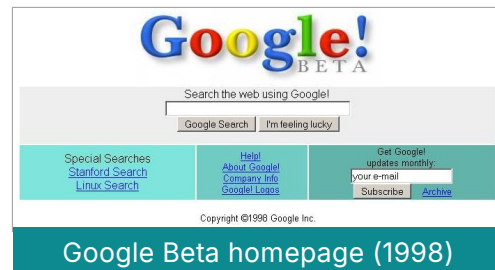 Google!
BETA
Search the web using Google!
Google Search I'm feeling lucky
Special Searches
Stanford Search
Linux Search
Help!
About Google!
Company Info
Google! Logos
Get Google!
updates monthly:
your e-mail
Subscribe Archive
Copyright ©1998 Google Inc.
Google Beta homepage (1998)